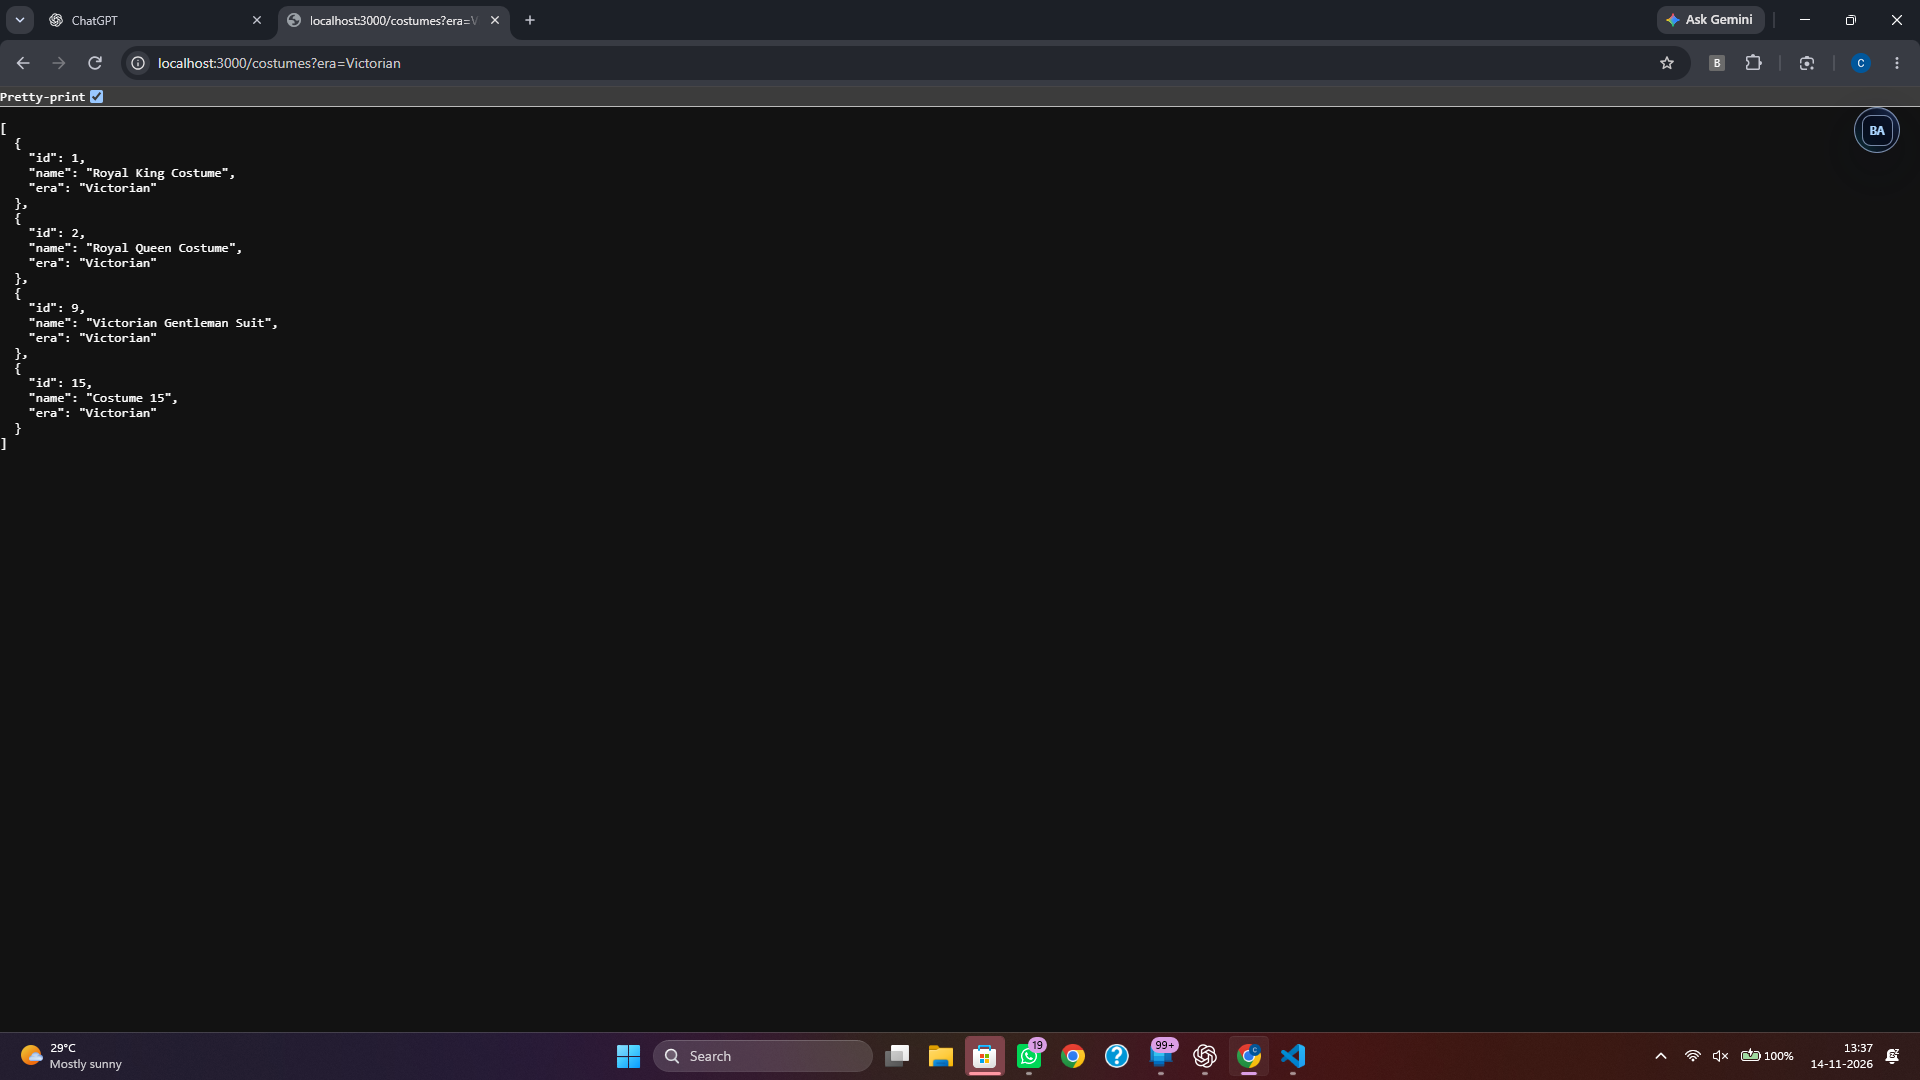 ChatGPT
localhost:3000/costumes?era=V
Ask Gemini
localhost:3000/costumes?era=Victorian
B
C
Pretty-print
BA
[
  {
    "id": 1,
    "name": "Royal King Costume",
    "era": "Victorian"
  },
  {
    "id": 2,
    "name": "Royal Queen Costume",
    "era": "Victorian"
  },
  {
    "id": 9,
    "name": "Victorian Gentleman Suit",
    "era": "Victorian"
  },
  {
    "id": 15,
    "name": "Costume 15",
    "era": "Victorian"
  }
]
29°C
Mostly sunny
Search
19
99+
C
100%
13:37
14-11-2026